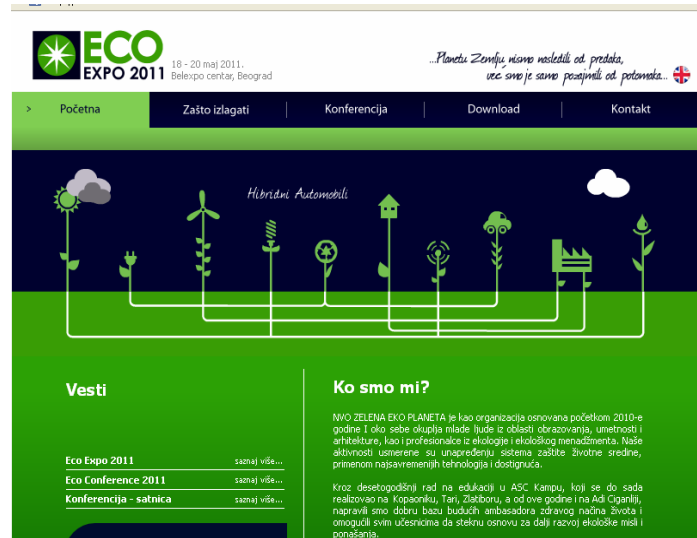 ECO
EXPO 2011
18 - 20 maj 2011.
Belexpo centar, Beograd
...Planetu Zemlju nismo nasledili od predaka,
vec smo je samo pozajmili od potomaka...
> Početna
Zašto izlagati
Konferencija
Download
Kontakt
Hibridni Automobili
Vesti
Eco Expo 2011 saznaj više...
Eco Conference 2011 saznaj više...
Konferencija - satnica saznaj više...
Ko smo mi?
NVO ZELENA EKO PLANETA je kao organizacija osnovana početkom 2010-e
godine I oko sebe okuplja mlade ljude iz oblasti obrazovanja, umetnosti i
arhitekture, kao i profesionalce iz ekologije i ekološkog menadžmenta. Naše
aktivnosti usmerene su unapređenju sistema zaštite životne sredine,
primenom najsavremenijih tehnologija i dostignuća.
Kroz desetogodišnji rad na edukaciji u ASC Kampu, koji se do sada
realizovao na Kopaoniku, Tari, Zlatiboru, a od ove godine i na Adi Ciganliji,
napravili smo dobru bazu budućih ambasadora zdravog načina života i
omogućili svim učesnicima da steknu osnovu za dalji razvoj ekološke misli i
ponašanja.